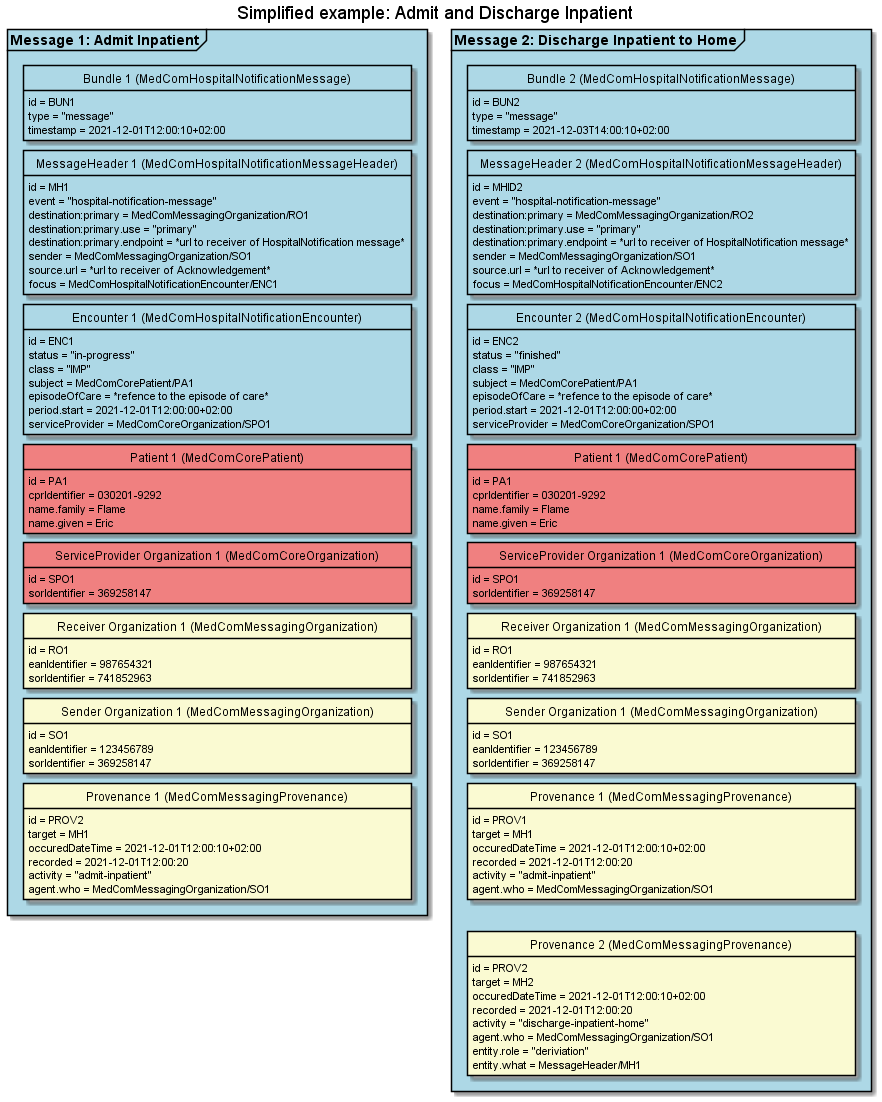 Simplified example: Admit and Discharge Inpatient
Message 1: Admit Inpatient
Bundle 1 (MedComHospitalNotificationMessage)
id = BUN1
type = "message"
timestamp = 2021-12-01T12:00:10+02:00
MessageHeader 1 (MedComHospitalNotificationMessageHeader)
id = MH1
event = "hospital-notification-message"
destination:primary = MedComMessagingOrganization/RO1
destination:primary.use = "primary"
destination:primary.endpoint = *url to receiver of HospitalNotification message*
sender = MedComMessagingOrganization/SO1
source.url = *url to receiver of Acknowledgement*
focus = MedComHospitalNotificationEncounter/ENC1
Encounter 1 (MedComHospitalNotificationEncounter)
id = ENC1
status = "in-progress"
class = "IMP"
subject = MedComCorePatient/PA1
episodeOfCare = *refence to the episode of care*
period.start = 2021-12-01T12:00:00+02:00
serviceProvider = MedComCoreOrganization/SPO1
Patient 1 (MedComCorePatient)
id = PA1
cprIdentifier = 030201-9292
name.family = Flame
name.given = Eric
ServiceProvider Organization 1 (MedComCoreOrganization)
id = SPO1
sorIdentifier = 369258147
Receiver Organization 1 (MedComMessagingOrganization)
id = RO1
eanIdentifier = 987654321
sorIdentifier = 741852963
Sender Organization 1 (MedComMessagingOrganization)
id = SO1
eanIdentifier = 123456789
sorIdentifier = 369258147
Provenance 1 (MedComMessagingProvenance)
id = PROV2
target = MH1
occuredDateTime = 2021-12-01T12:00:10+02:00
recorded = 2021-12-01T12:00:20
activity = "admit-inpatient"
agent.who = MedComMessagingOrganization/SO1
Message 2: Discharge Inpatient to Home
Bundle 2 (MedComHospitalNotificationMessage)
id = BUN2
type = "message"
timestamp = 2021-12-03T14:00:10+02:00
MessageHeader 2 (MedComHospitalNotificationMessageHeader)
id = MHID2
event = "hospital-notification-message"
destination:primary = MedComMessagingOrganization/RO2
destination:primary.use = "primary"
destination:primary.endpoint = *url to receiver of HospitalNotification message*
sender = MedComMessagingOrganization/SO1
source.url = *url to receiver of Acknowledgement*
focus = MedComHospitalNotificationEncounter/ENC2
Encounter 2 (MedComHospitalNotificationEncounter)
id = ENC2
status = "finished"
class = "IMP"
subject = MedComCorePatient/PA1
episodeOfCare = *refence to the episode of care*
period.start = 2021-12-01T12:00:00+02:00
serviceProvider = MedComCoreOrganization/SPO1
Patient 1 (MedComCorePatient)
id = PA1
cprIdentifier = 030201-9292
name.family = Flame
name.given = Eric
ServiceProvider Organization 1 (MedComCoreOrganization)
id = SPO1
sorIdentifier = 369258147
Receiver Organization 1 (MedComMessagingOrganization)
id = RO1
eanIdentifier = 987654321
sorIdentifier = 741852963
Sender Organization 1 (MedComMessagingOrganization)
id = SO1
eanIdentifier = 123456789
sorIdentifier = 369258147
Provenance 1 (MedComMessagingProvenance)
id = PROV1
target = MH1
occuredDateTime = 2021-12-01T12:00:10+02:00
recorded = 2021-12-01T12:00:20
activity = "admit-inpatient"
agent.who = MedComMessagingOrganization/SO1
Provenance 2 (MedComMessagingProvenance)
id = PROV2
target = MH2
occuredDateTime = 2021-12-01T12:00:10+02:00
recorded = 2021-12-01T12:00:20
activity = "discharge-inpatient-home"
agent.who = MedComMessagingOrganization/SO1
entity.role = "deriviation"
entity.what = MessageHeader/MH1